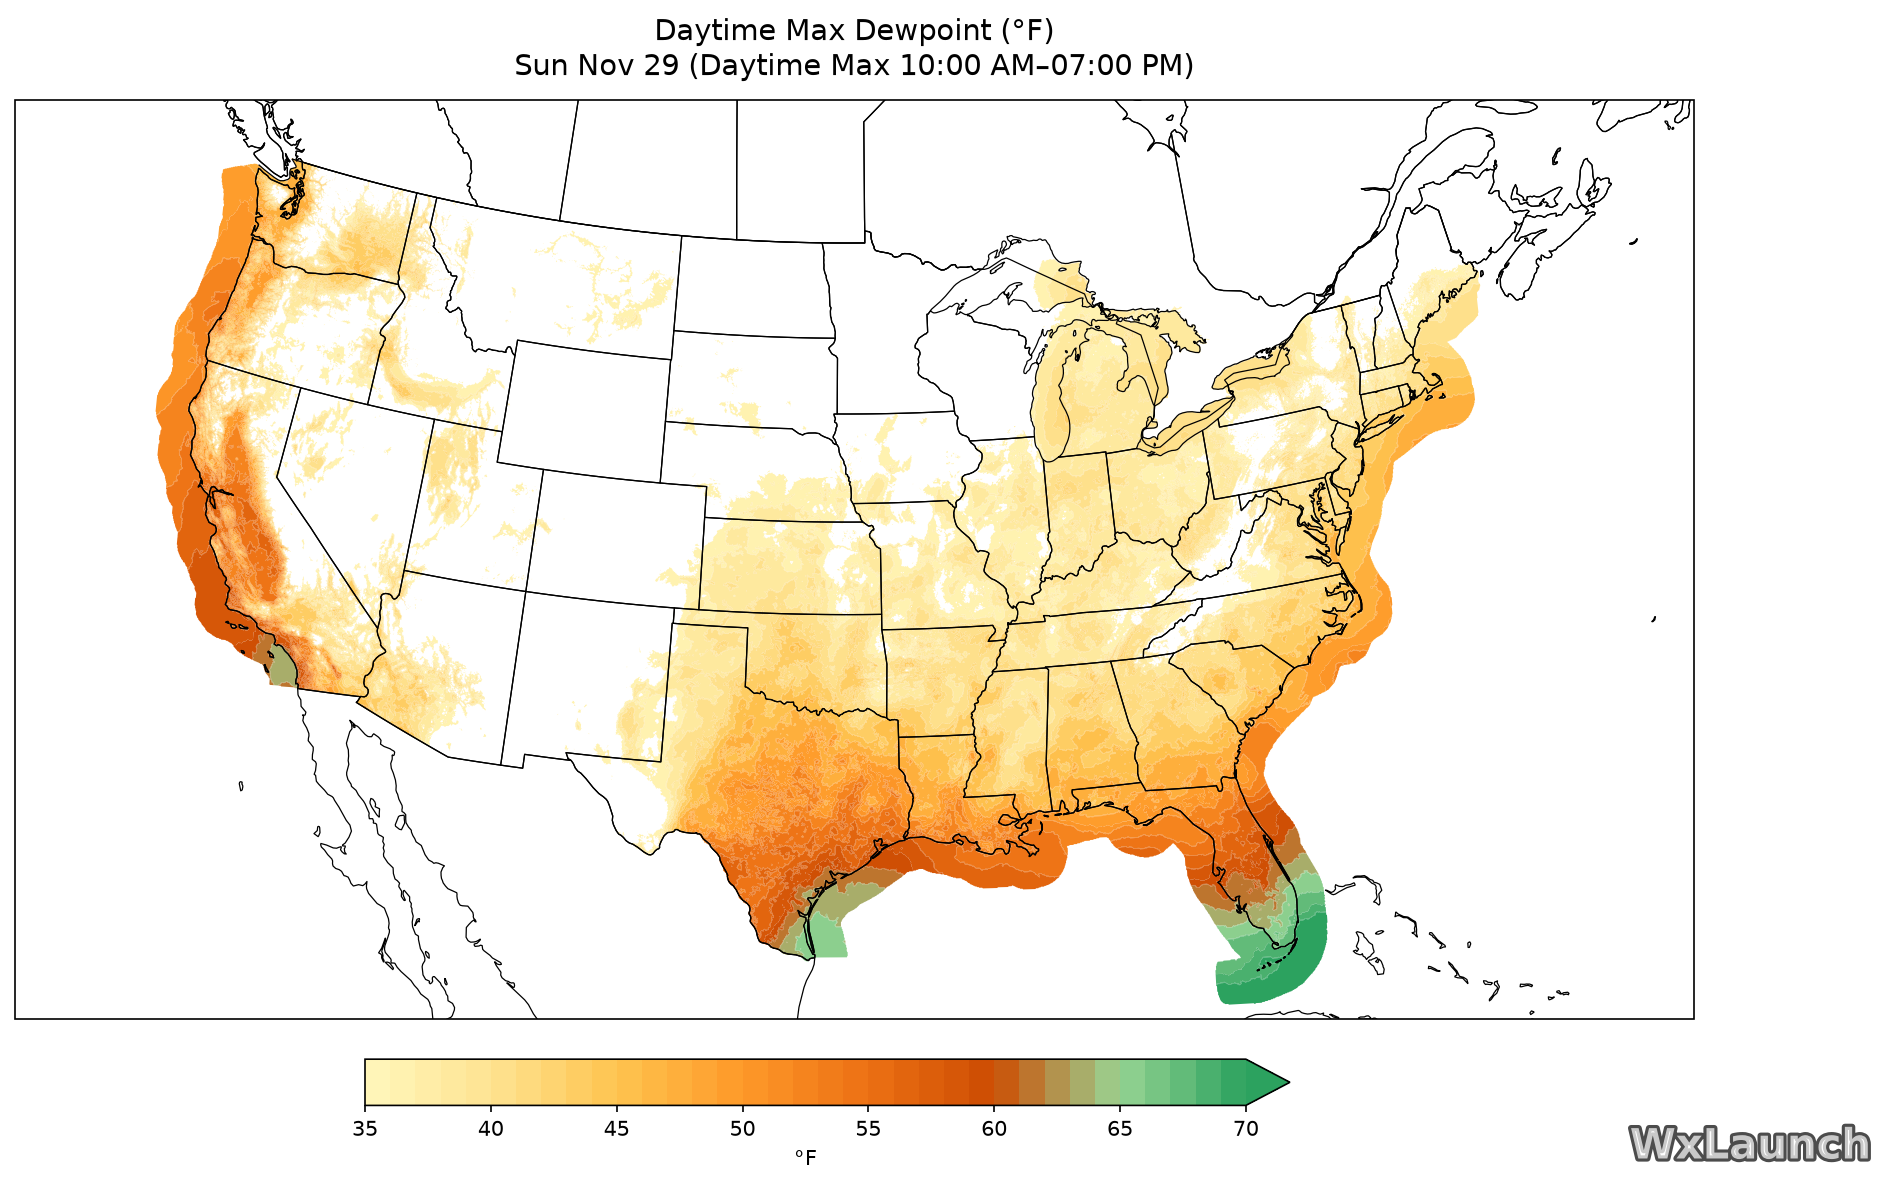 Daytime Max Dewpoint (°F)
Sun Nov 29 (Daytime Max 10:00 AM–07:00 PM)
35 40 45 50 55 60 65 70
°F
WxLaunch